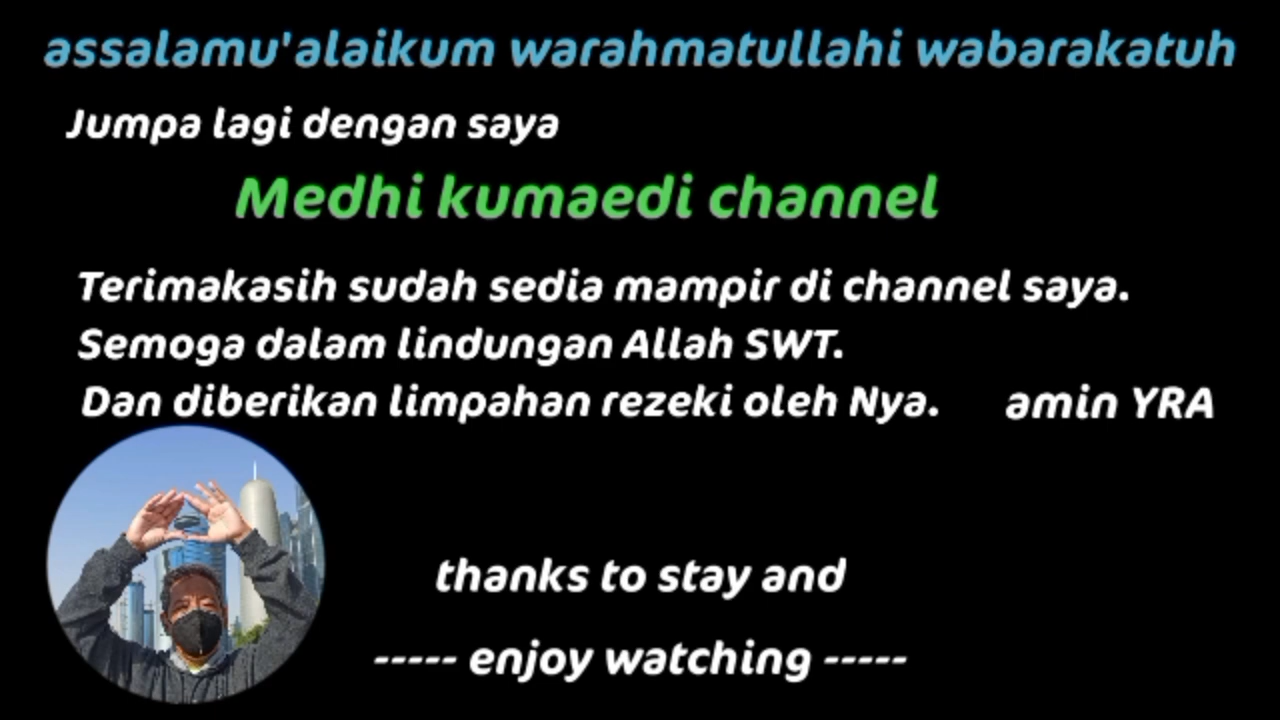 assalamu'alaikum warahmatullahi wabarakatuh
Jumpa lagi dengan saya
Medhi kumaedi channel
Terimakasih sudah sedia mampir di channel saya.
Semoga dalam lindungan Allah SWT.
Dan diberikan limpahan rezeki oleh Nya. amin YRA
thanks to stay and
----- enjoy watching -----